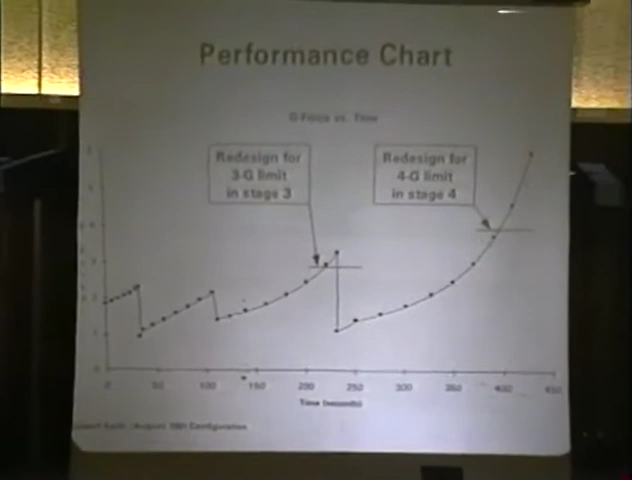 Performance Chart
G-Force vs. Time
Redesign for
3-G limit
in stage 3
Redesign for
4-G limit
in stage 4
0 50 100 150 200 250 300 350 400 450
Time (seconds)
Configuration